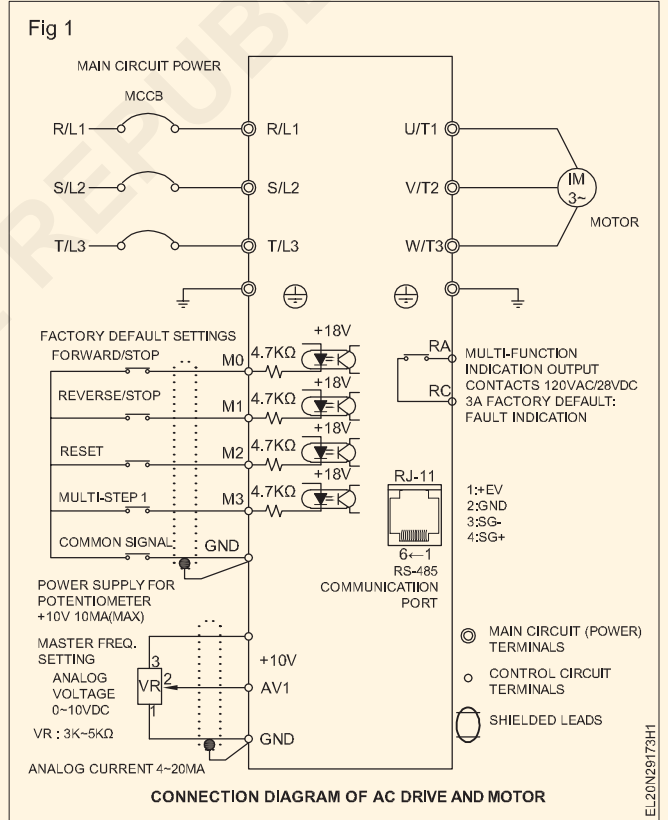 Fig 1
MAIN CIRCUIT POWER
MCCB
R/L1
R/L1
U/T1
S/L2
S/L2
V/T2
IM
3~
MOTOR
T/L3
T/L3
W/T3
FACTORY DEFAULT SETTINGS
FORWARD/STOP
M0
4.7KΩ
+18V
REVERSE/STOP
M1
4.7KΩ
+18V
RESET
M2
4.7KΩ
+18V
MULTI-STEP 1
M3
4.7KΩ
+18V
COMMON SIGNAL
GND
RA
RC
MULTI-FUNCTION
INDICATION OUTPUT
CONTACTS 120VAC/28VDC
3A FACTORY DEFAULT:
FAULT INDICATION
RJ-11
6←1
RS-485
COMMUNICATION
PORT
1:+EV
2:GND
3:SG-
4:SG+
POWER SUPPLY FOR
POTENTIOMETER
+10V 10MA(MAX)
MASTER FREQ.
SETTING
ANALOG
VOLTAGE
0~10VDC
VR : 3K~5KΩ
3
VR
2
1
+10V
AV1
GND
ANALOG CURRENT 4~20MA
MAIN CIRCUIT (POWER)
TERMINALS
CONTROL CIRCUIT
TERMINALS
SHIELDED LEADS
CONNECTION DIAGRAM OF AC DRIVE AND MOTOR
EL20N29173H1